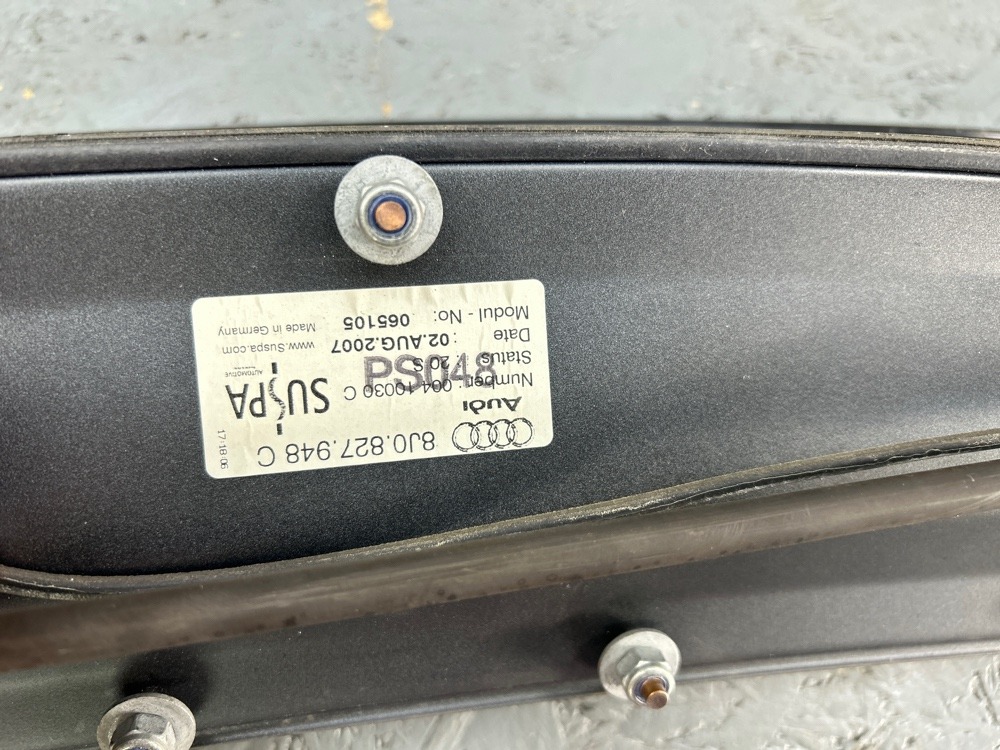 8J0.827.948 C
Audi
Number: 004 10030 C
Status : 20 S
PS048
Date : 02.AUG.2007
Modul - No: 065105
SUSPA
AUTOMOTIVE
www.Suspa.com
Made in Germany
17:18:06